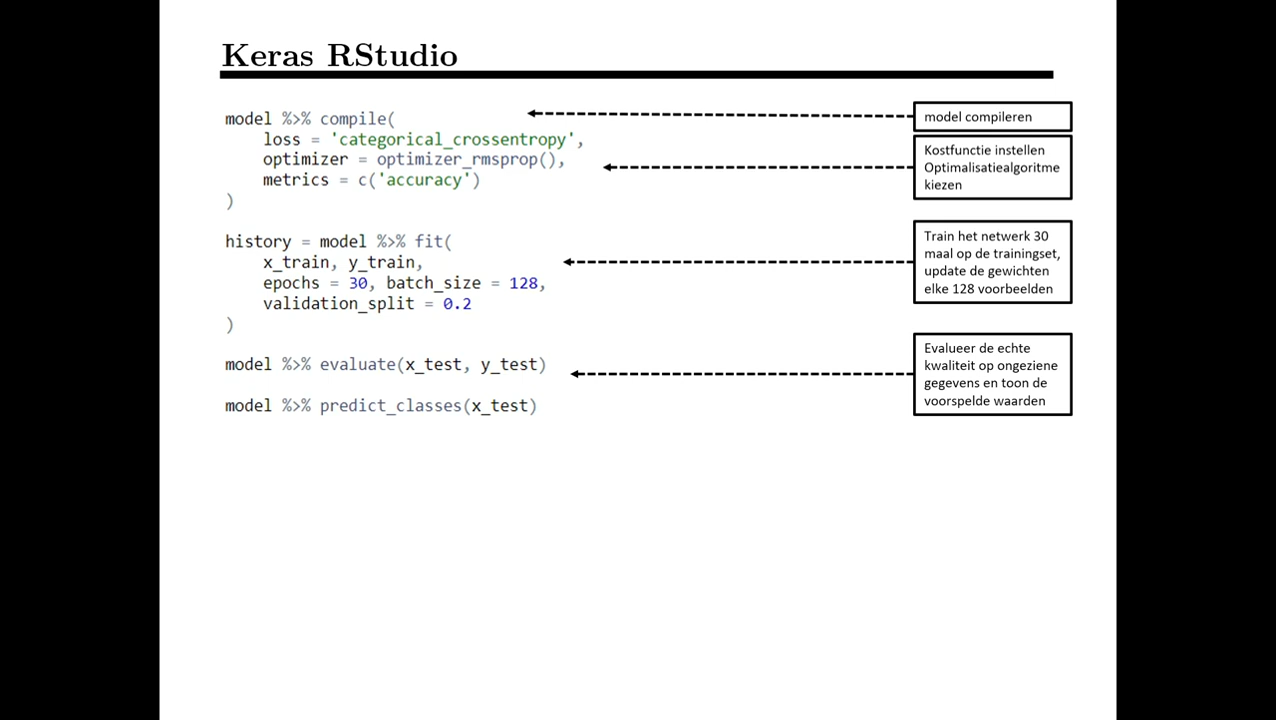 Keras RStudio
model %>% compile(
loss = 'categorical_crossentropy',
optimizer = optimizer_rmsprop(),
metrics = c('accuracy')
)
history = model %>% fit(
x_train, y_train,
epochs = 30, batch_size = 128,
validation_split = 0.2
)
model %>% evaluate(x_test, y_test)
model %>% predict_classes(x_test)
model compileren
Kostfunctie instellen
Optimalisatiealgoritme
kiezen
Train het netwerk 30
maal op de trainingset,
update de gewichten
elke 128 voorbeelden
Evalueer de echte
kwaliteit op ongeziene
gegevens en toon de
voorspelde waarden